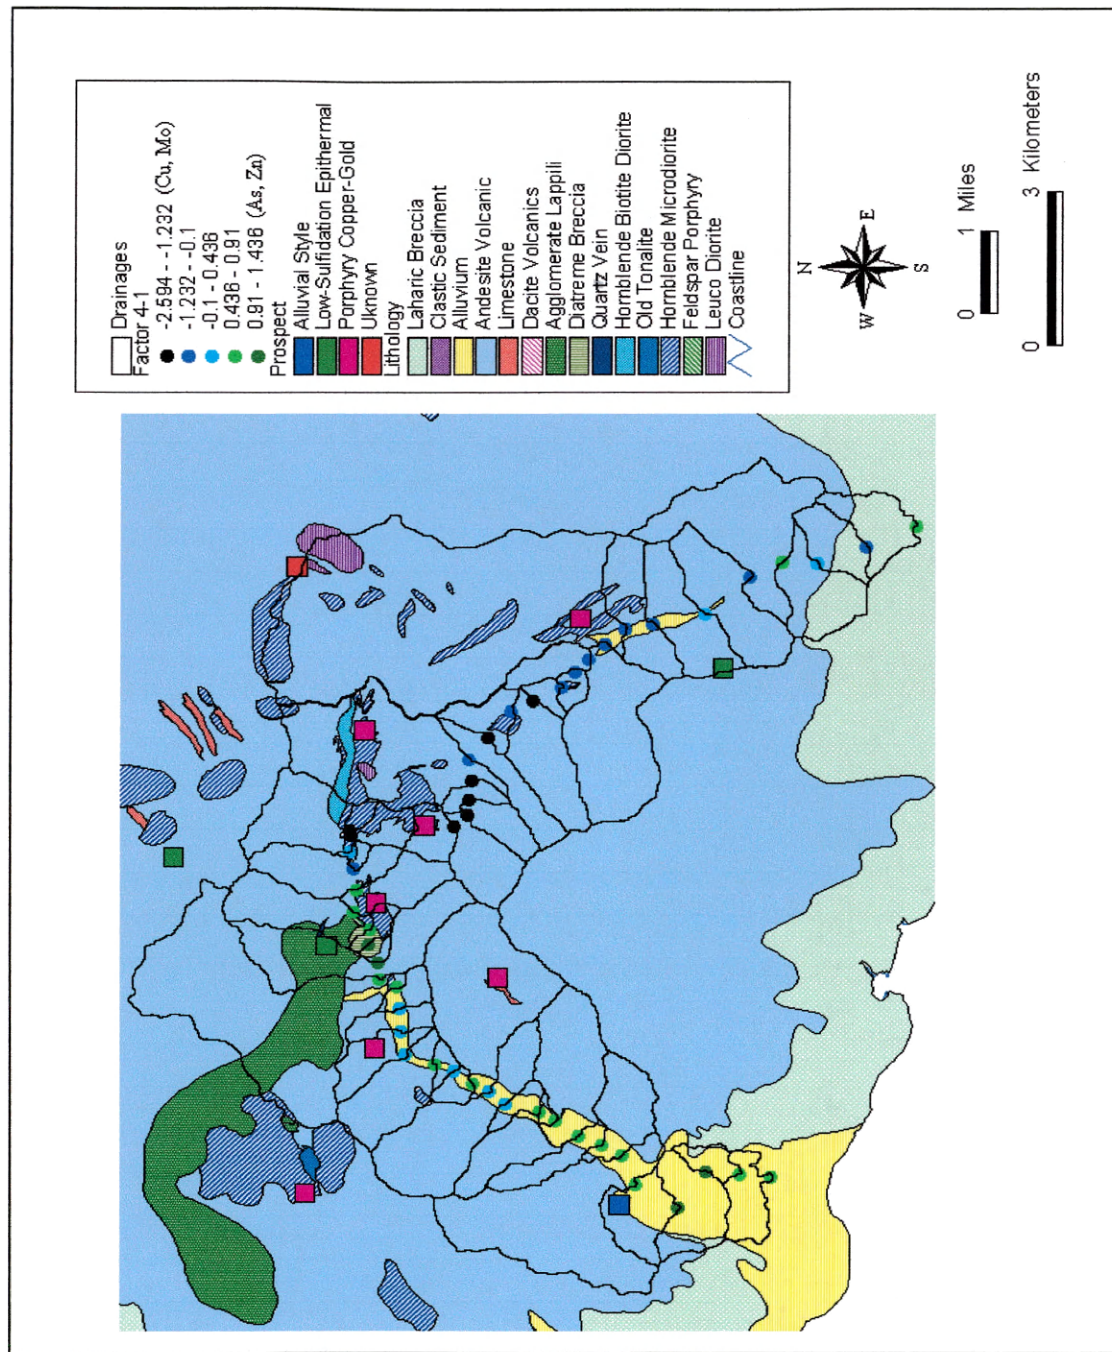 Drainages
Factor 4-1
-2.594 - -1.232 (Cu, Mo)
-1.232 - -0.1
-0.1 - 0.436
0.436 - 0.91
0.91 - 1.436 (As, Zn)
Prospect
Alluvial Style
Low-Sulfidation Epithermal
Porphyry Copper-Gold
Uknown
Lithology
Laharic Breccia
Clastic Sediment
Alluvium
Andesite Volcanic
Limestone
Dacite Volcanics
Agglomerate Lappili
Diatreme Breccia
Quartz Vein
Hornblende Biotite Diorite
Old Tonalite
Hornblende Microdiorite
Feldspar Porphyry
Leuco Diorite
Coastline
N
W E
S
0 1 Miles
0 3 Kilometers